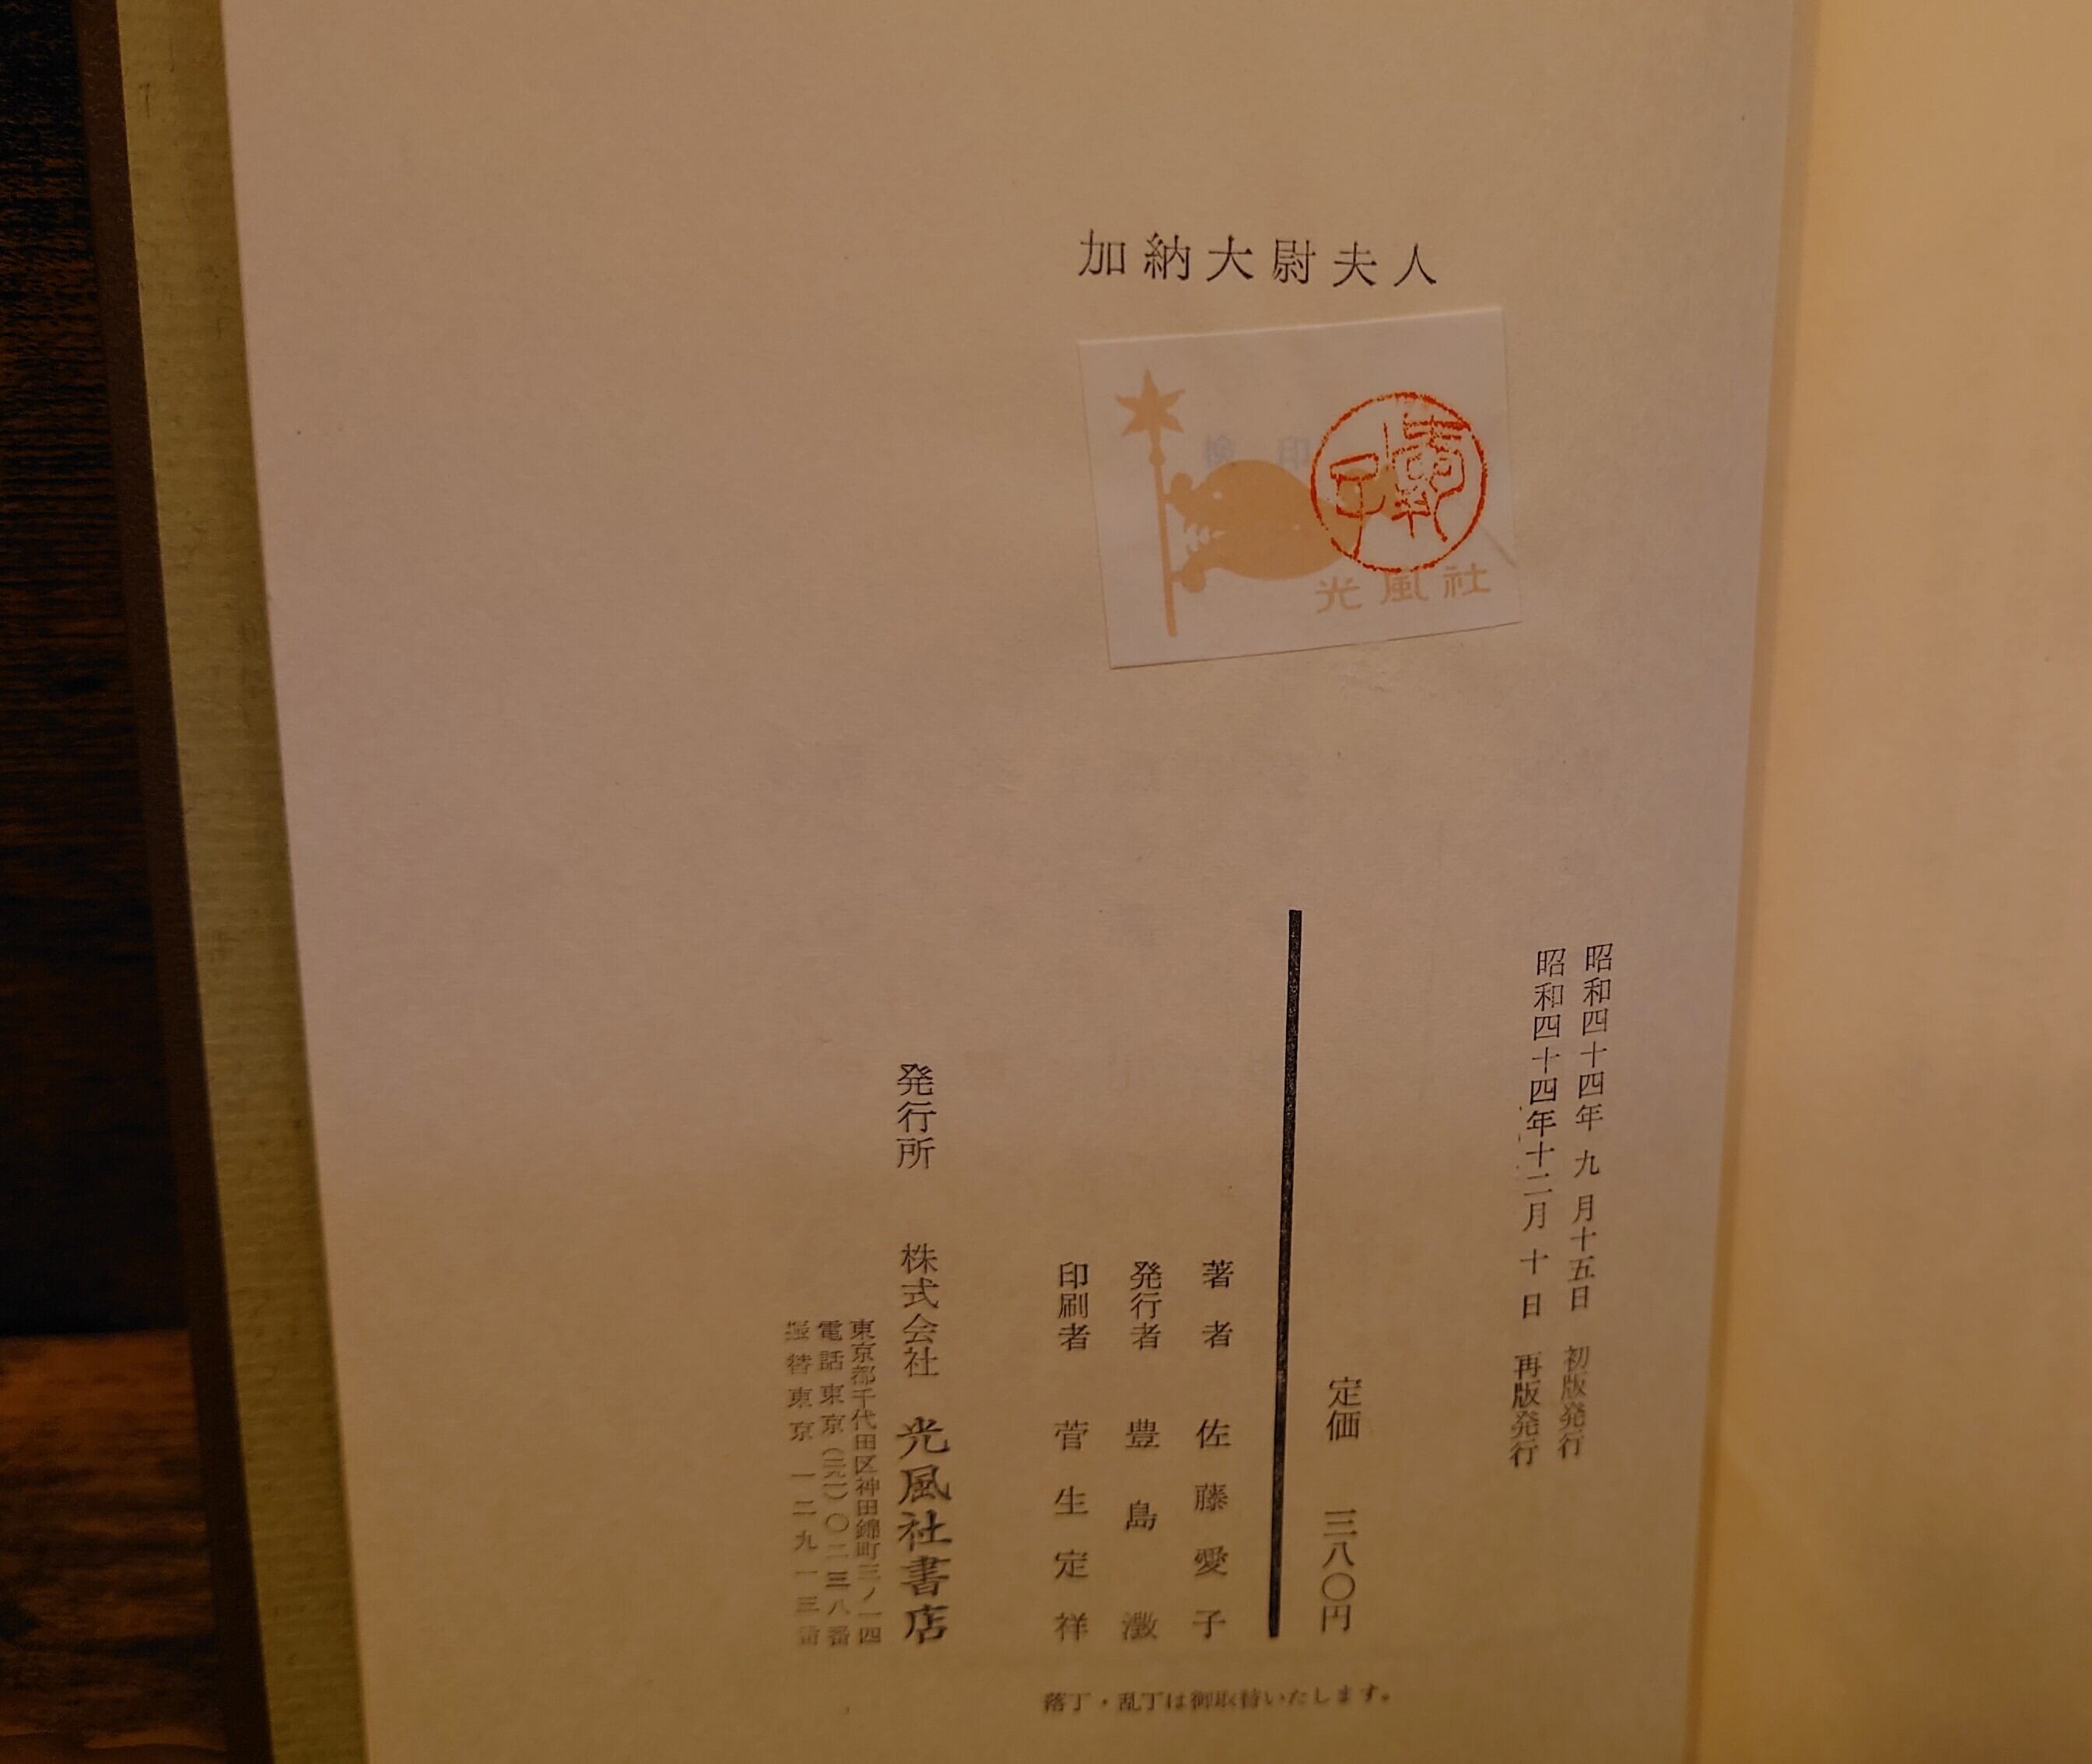 加納大尉夫人
検印
愛子
光風社
昭和四十四年 九 月十五日 初版発行
昭和四十四年十二月 十 日 再版発行
定価 三八〇円
著者 佐藤愛子
発行者 豊島澂
印刷者 菅生定祥
発行所 株式会社 光風社書店
東京都千代田区神田錦町三ノ一四
電話東京(二九一)〇二三八番
振替東京一二九一三番
落丁・乱丁は御取替いたします。